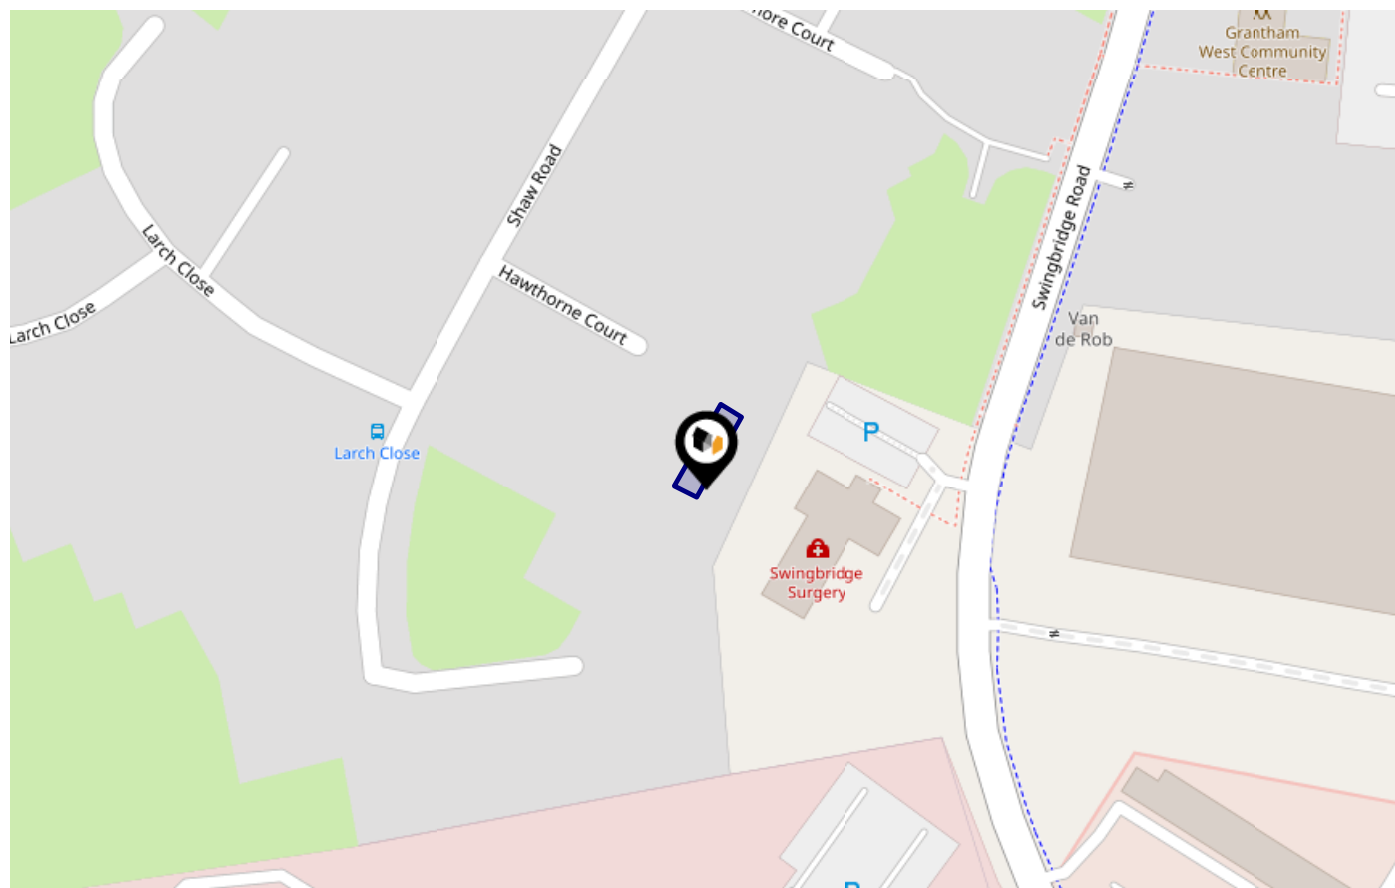 more Court
Grantham
West Community
Centre
Shaw Road
Swingbridge Road
Larch Close
Larch Close
Hawthorne Court
Van
de Rob
P
Larch Close
Swingbridge
Surgery
P